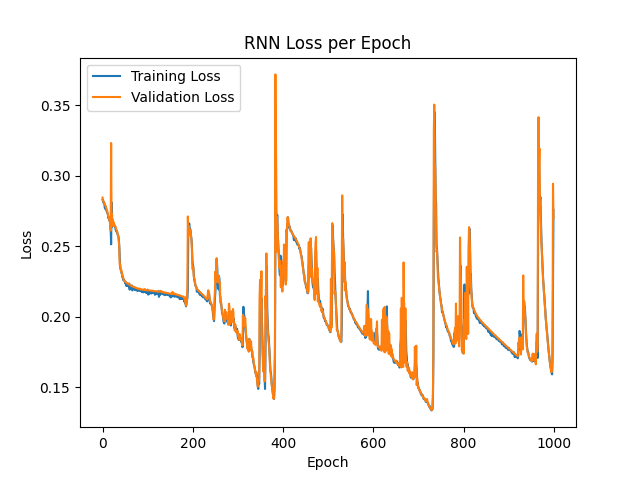 RNN Loss per Epoch
Training Loss
Validation Loss
Loss
0.35
0.30
0.25
0.20
0.15
0 200 400 600 800 1000
Epoch